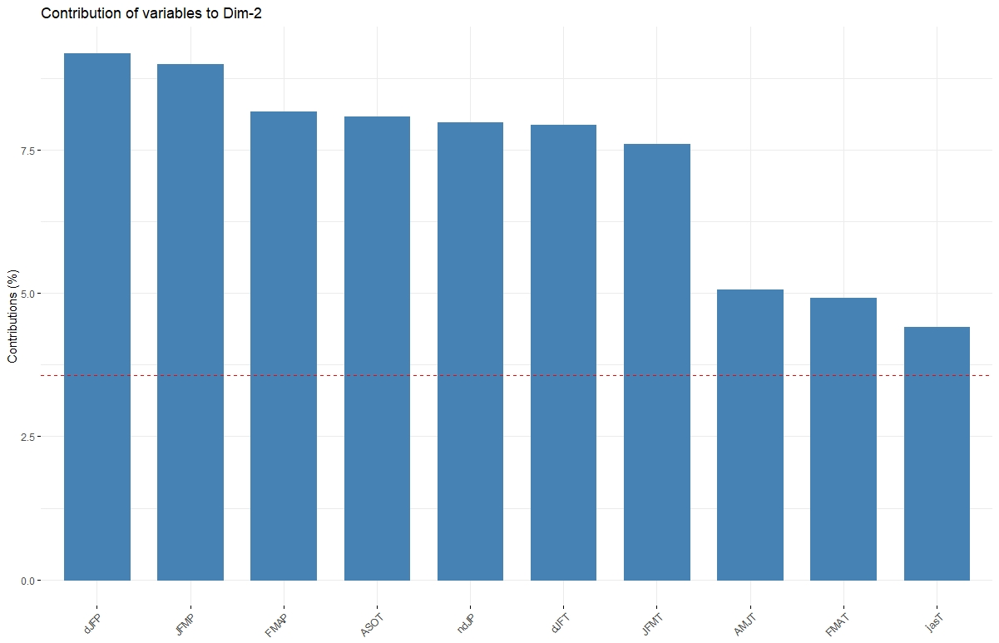 Contribution of variables to Dim-2
Contributions (%)
7.5
5.0
2.5
0.0
dJFP
JFMP
FMAP
ASOT
ndJP
dJFT
JFMT
AMJT
FMAT
jasT